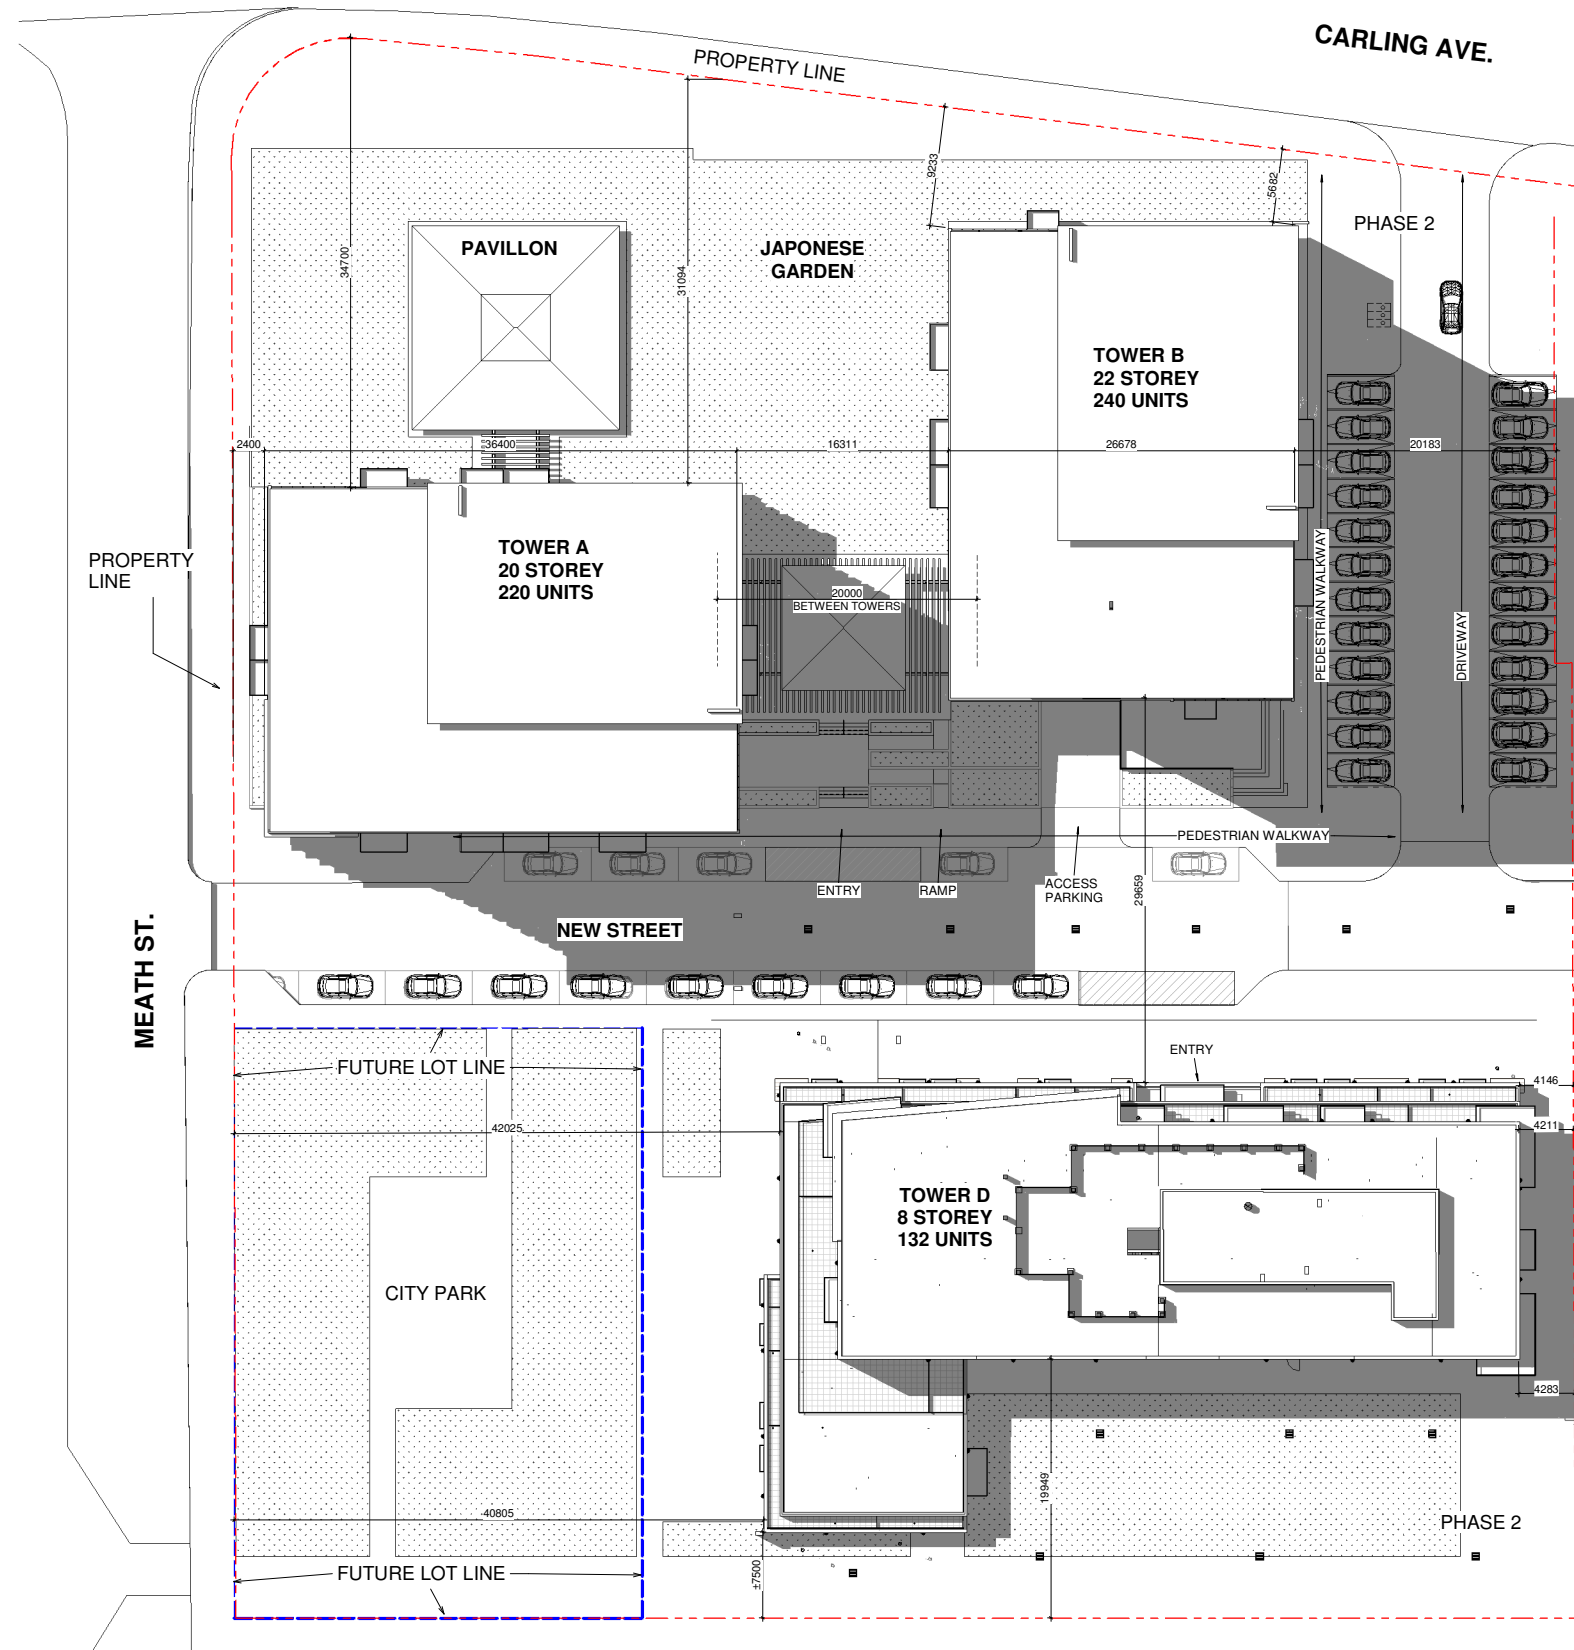 CARLING AVE.
PROPERTY LINE
9233
5682
PHASE 2
34700
31094
PAVILLON
JAPONESE
GARDEN
TOWER B
22 STOREY
240 UNITS
2400
36400
16311
26678
20183
TOWER A
20 STOREY
220 UNITS
PROPERTY
LINE
20000
BETWEEN TOWERS
PEDESTRIAN WALKWAY
DRIVEWAY
PEDESTRIAN WALKWAY
ENTRY
RAMP
ACCESS
PARKING
29659
NEW STREET
MEATH ST.
FUTURE LOT LINE
ENTRY
4146
42025
4211
TOWER D
8 STOREY
132 UNITS
CITY PARK
4283
19949
40805
PHASE 2
±7500
FUTURE LOT LINE